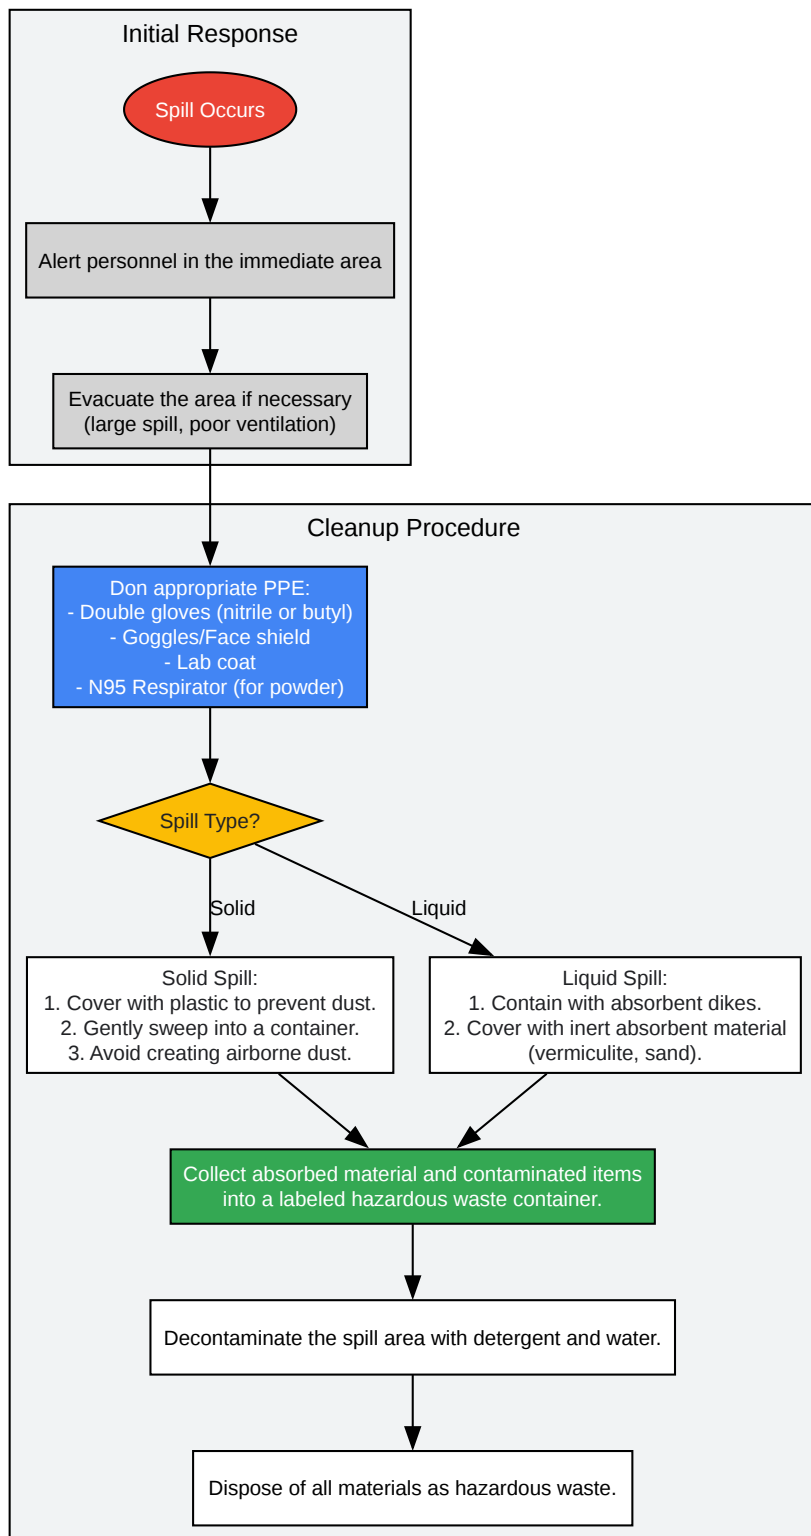 Initial Response
Spill Occurs
Alert personnel in the immediate area
Evacuate the area if necessary
(large spill, poor ventilation)
Cleanup Procedure
Don appropriate PPE:
- Double gloves (nitrile or butyl)
- Goggles/Face shield
- Lab coat
- N95 Respirator (for powder)
Spill Type?
Solid
Liquid
Solid Spill:
1. Cover with plastic to prevent dust.
2. Gently sweep into a container.
3. Avoid creating airborne dust.
Liquid Spill:
1. Contain with absorbent dikes.
2. Cover with inert absorbent material
(vermiculite, sand).
Collect absorbed material and contaminated items
into a labeled hazardous waste container.
Decontaminate the spill area with detergent and water.
Dispose of all materials as hazardous waste.